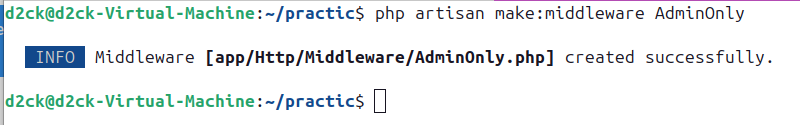 d2ck@d2ck-Virtual-Machine:~/practic$ php artisan make:middleware AdminOnly
INFO Middleware [app/Http/Middleware/AdminOnly.php] created successfully.
d2ck@d2ck-Virtual-Machine:~/practic$